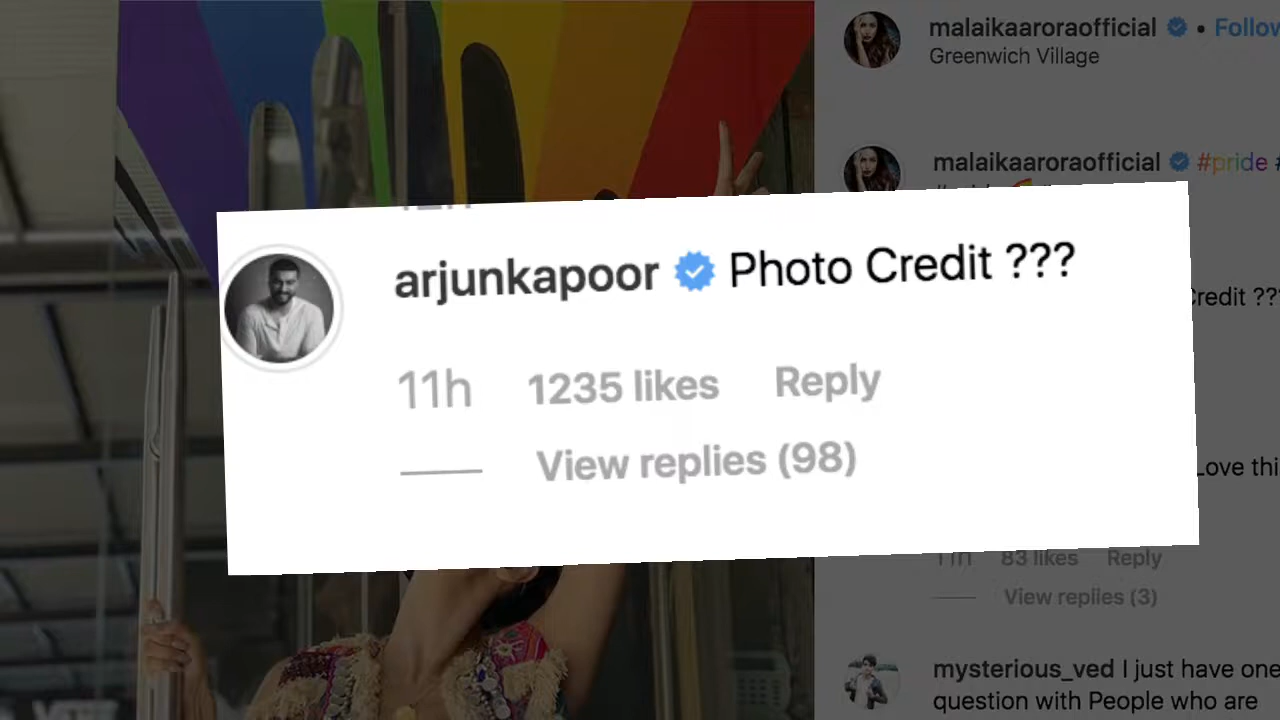 malaikaaroraofficial • Follow
Greenwich Village
malaikaaroraofficial #pride
arjunkapoor Photo Credit ???
11h 1235 likes Reply
View replies (98)
Credit ??
Love thi
11h 83 likes Reply
View replies (3)
mysterious_ved I just have one
question with People who are